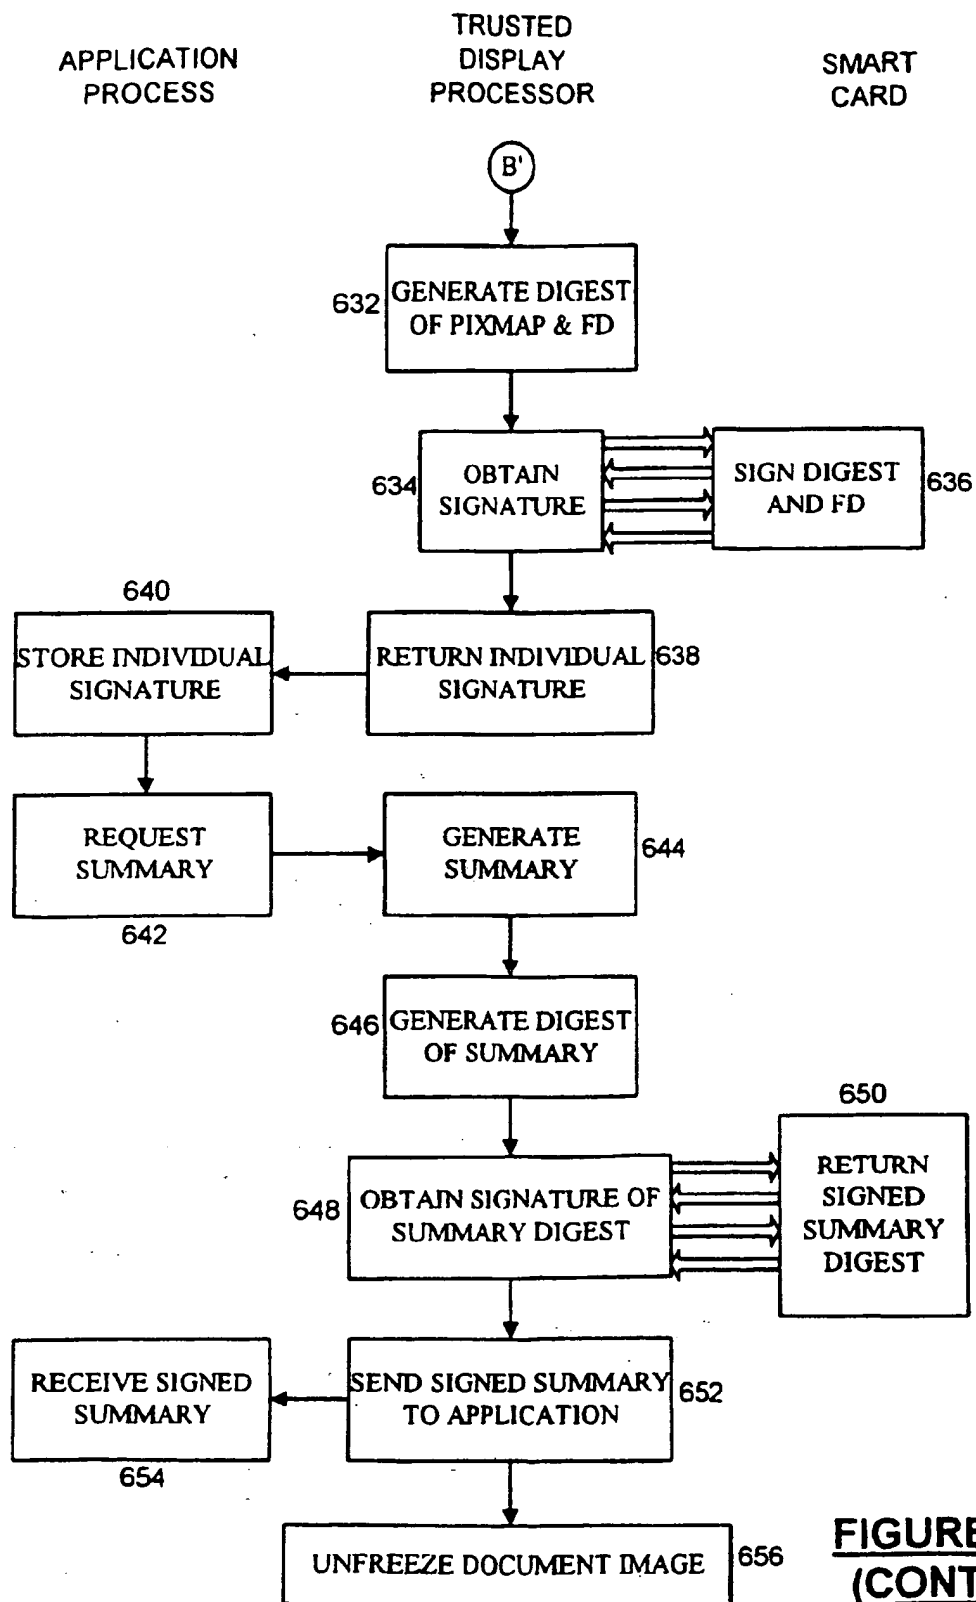 APPLICATION
PROCESS
TRUSTED
DISPLAY
PROCESSOR
SMART
CARD
B'
632
GENERATE DIGEST
OF PIXMAP & FD
634
OBTAIN
SIGNATURE
SIGN DIGEST
AND FD
636
640
STORE INDIVIDUAL
SIGNATURE
RETURN INDIVIDUAL
SIGNATURE
638
REQUEST
SUMMARY
642
GENERATE
SUMMARY
644
646
GENERATE DIGEST
OF SUMMARY
648
OBTAIN SIGNATURE OF
SUMMARY DIGEST
650
RETURN
SIGNED
SUMMARY
DIGEST
RECEIVE SIGNED
SUMMARY
654
SEND SIGNED SUMMARY
TO APPLICATION
652
UNFREEZE DOCUMENT IMAGE
656
FIGURE
(CONT